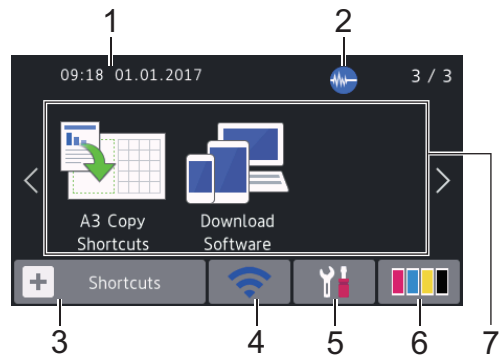 1 2
09:18 01.01.2017 3 / 3
A3 Copy
Shortcuts
Download
Software
Shortcuts
3 4 5 6 7